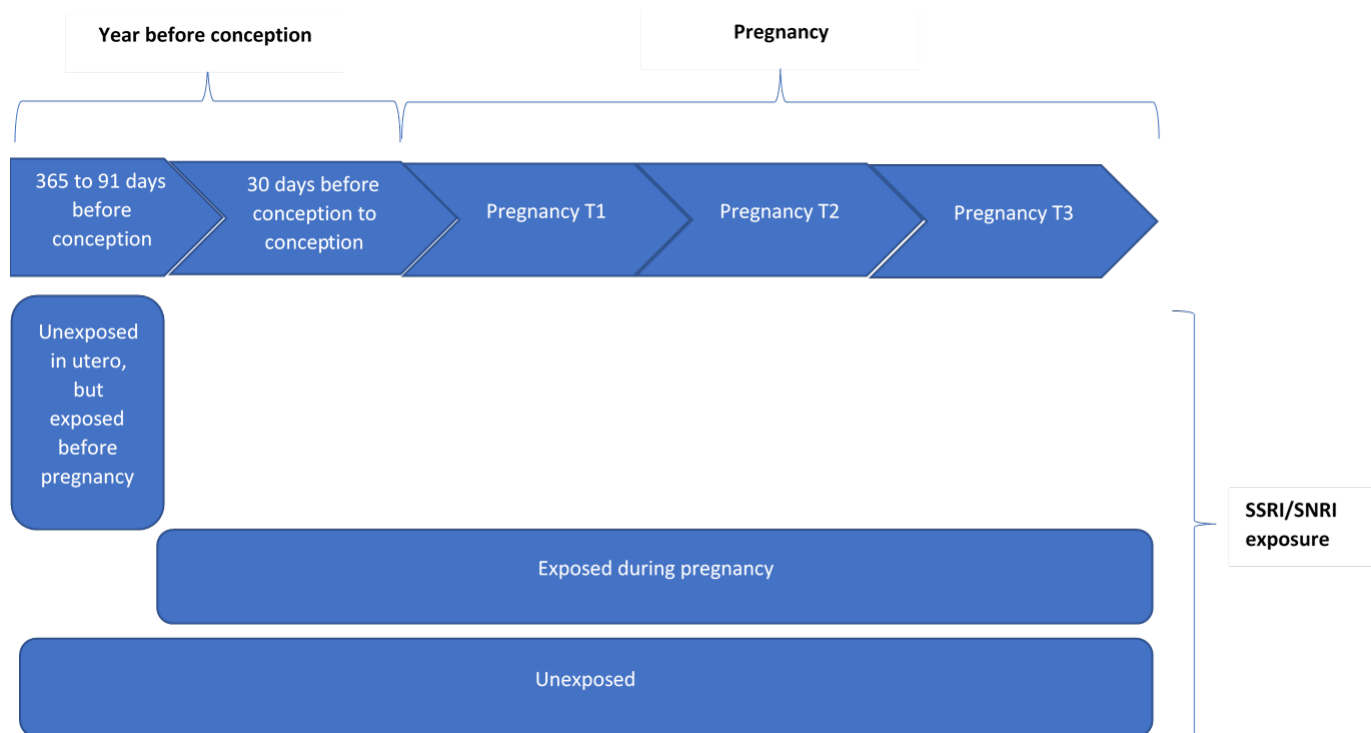 Year before conception
Pregnancy
365 to 91 days
before
conception
30 days before
conception to
conception
Pregnancy T1
Pregnancy T2
Pregnancy T3
Unexposed
in utero,
but
exposed
before
pregnancy
SSRI/SNRI
exposure
Exposed during pregnancy
Unexposed